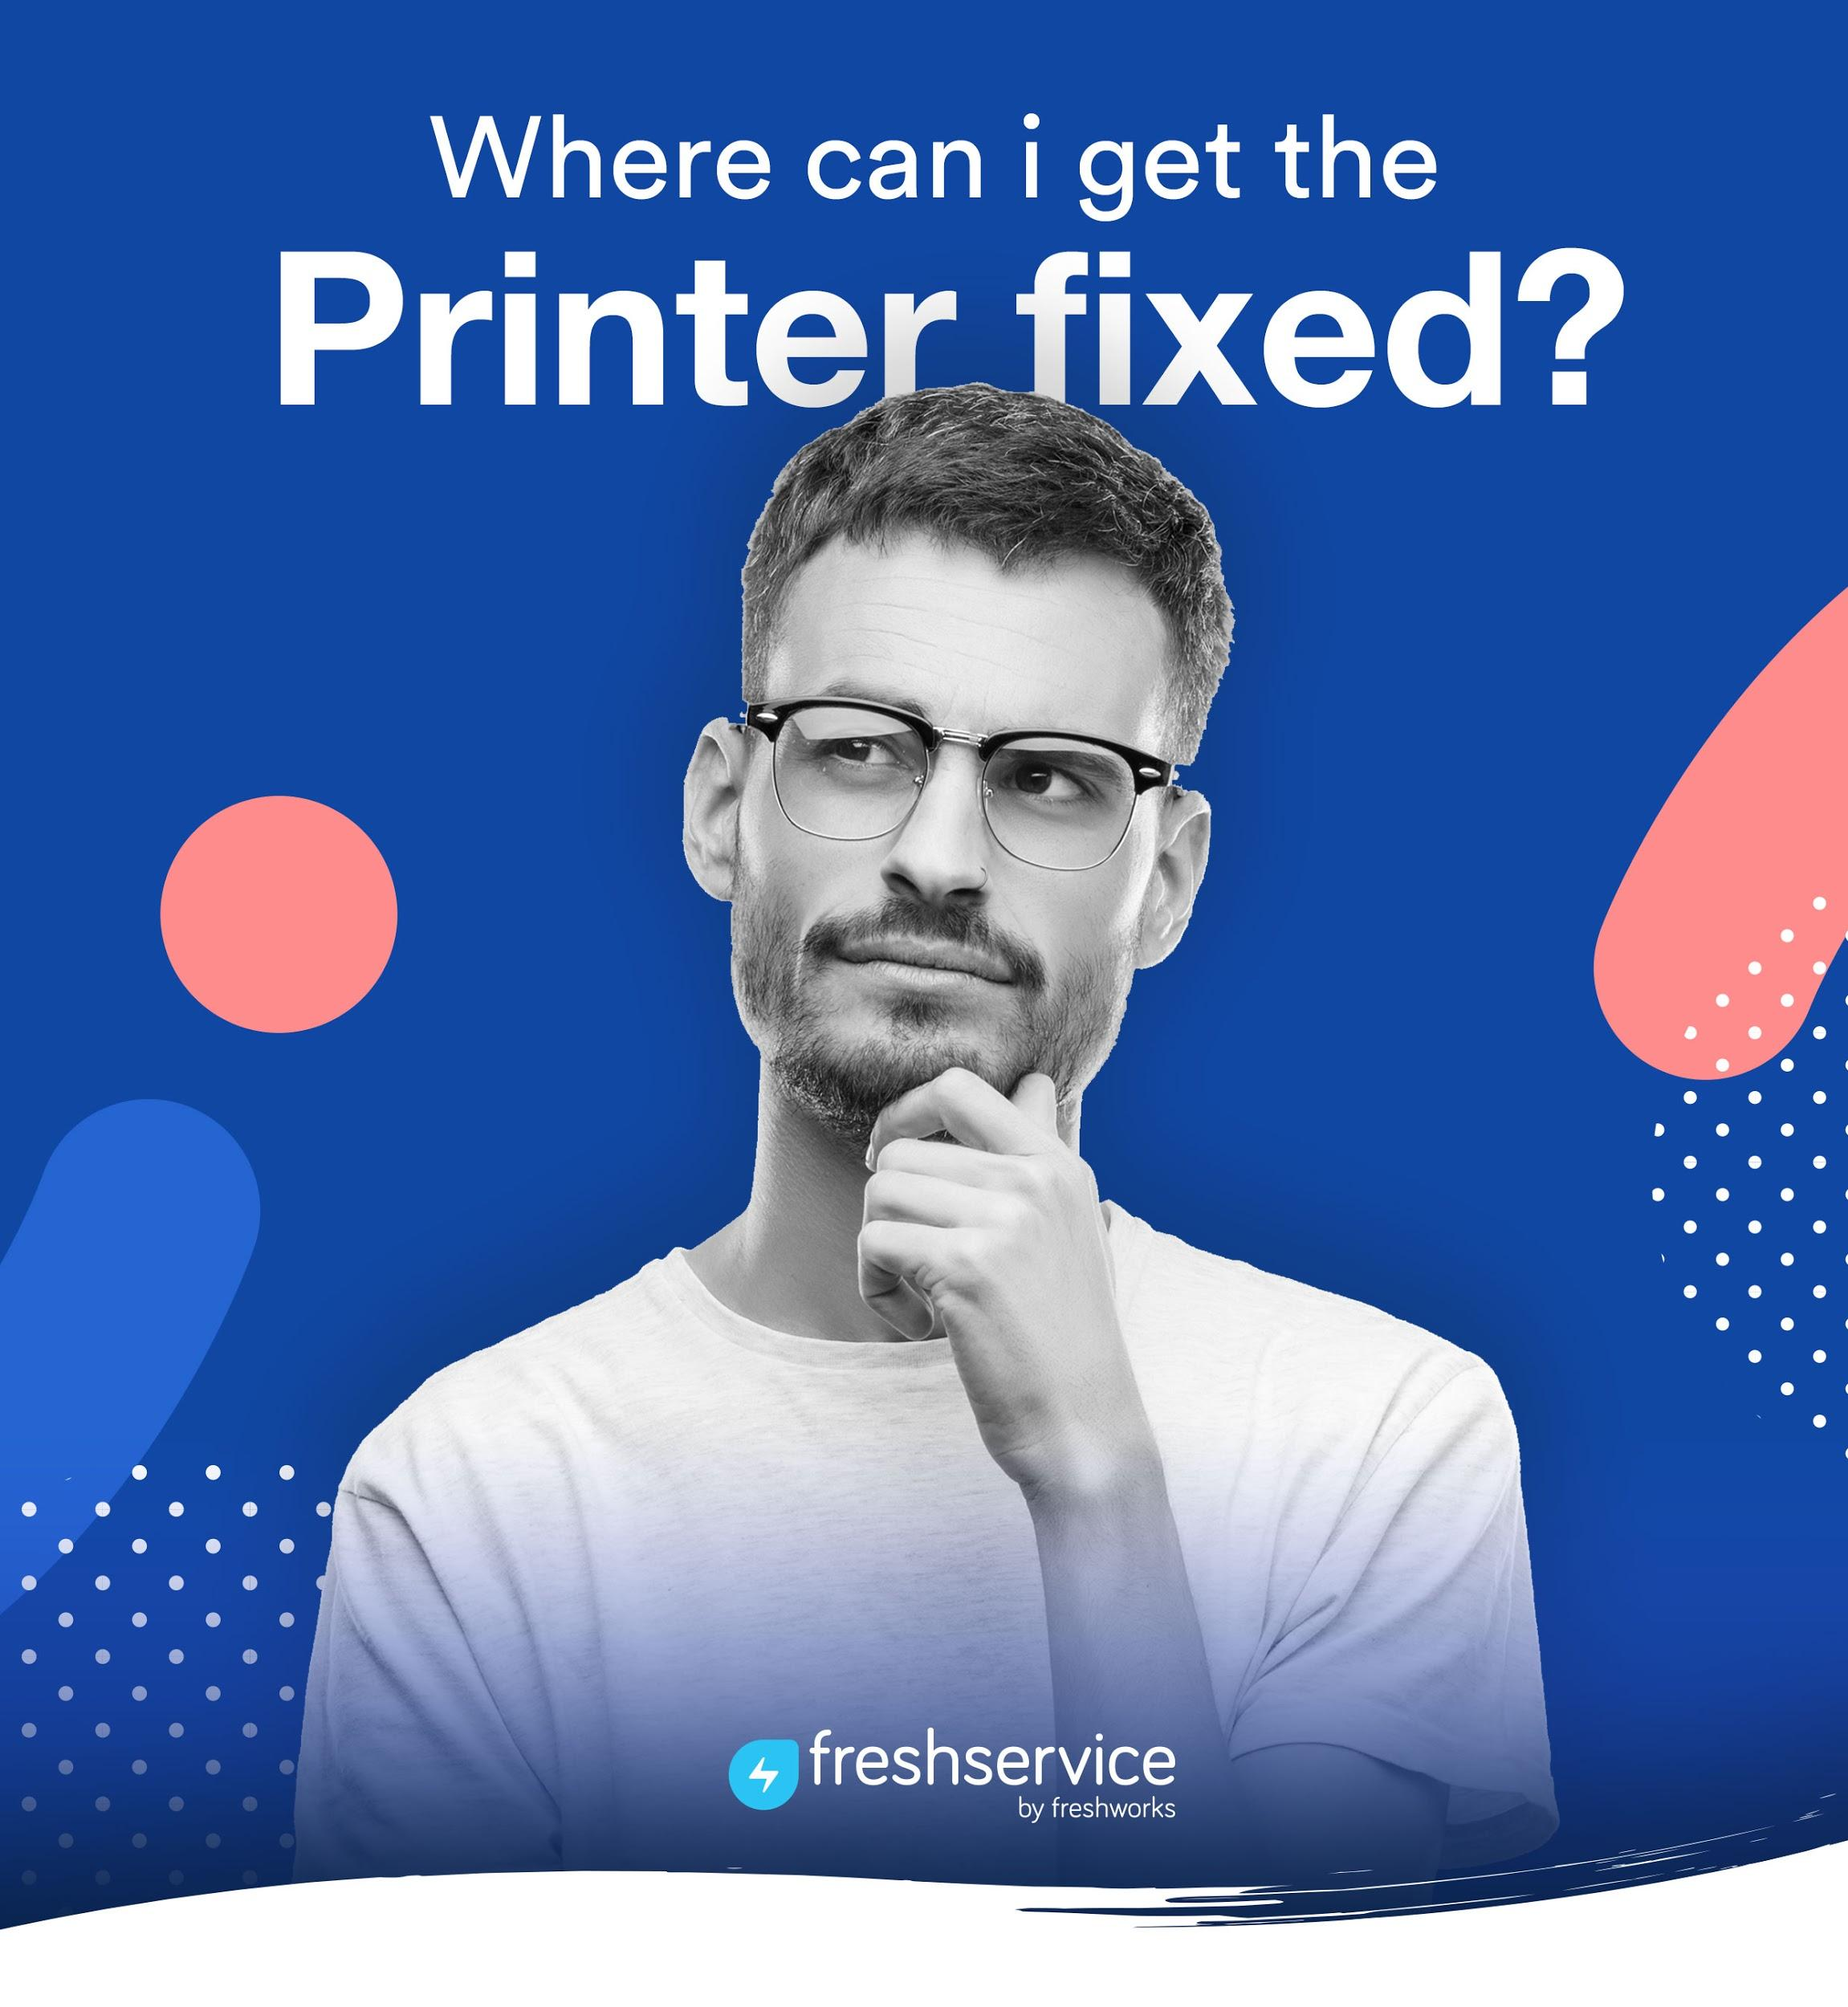 Where can i get the
Printer fixed?
freshservice
by freshworks